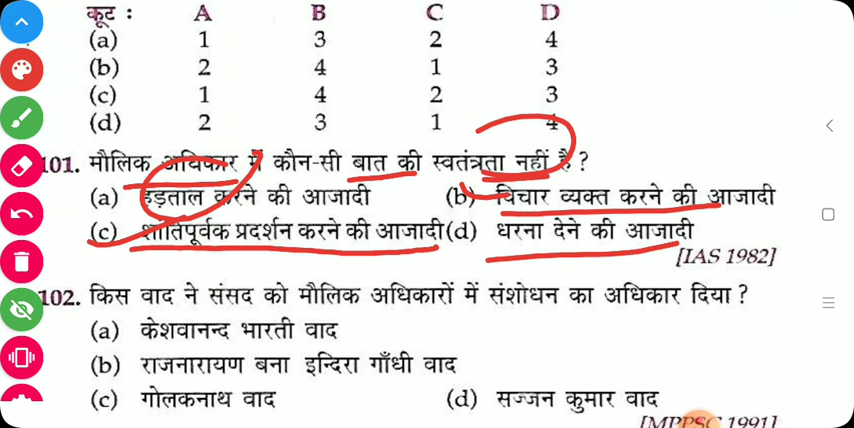 कूट : A B C D
(a) 1 3 2 4
(b) 2 4 1 3
(c) 1 4 2 3
(d) 2 3 1 4
101. मौलिक अधिकार में कौन-सी बात की स्वतंत्रता नहीं है ?
(a) हड़ताल करने की आजादी (b) विचार व्यक्त करने की आजादी
(c) शांतिपूर्वक प्रदर्शन करने की आजादी (d) धरना देने की आजादी
[IAS 1982]
102. किस वाद ने संसद को मौलिक अधिकारों में संशोधन का अधिकार दिया ?
(a) केशवानन्द भारती वाद
(b) राजनारायण बना इन्दिरा गाँधी वाद
(c) गोलकनाथ वाद (d) सज्जन कुमार वाद
[MPPSC 1991]